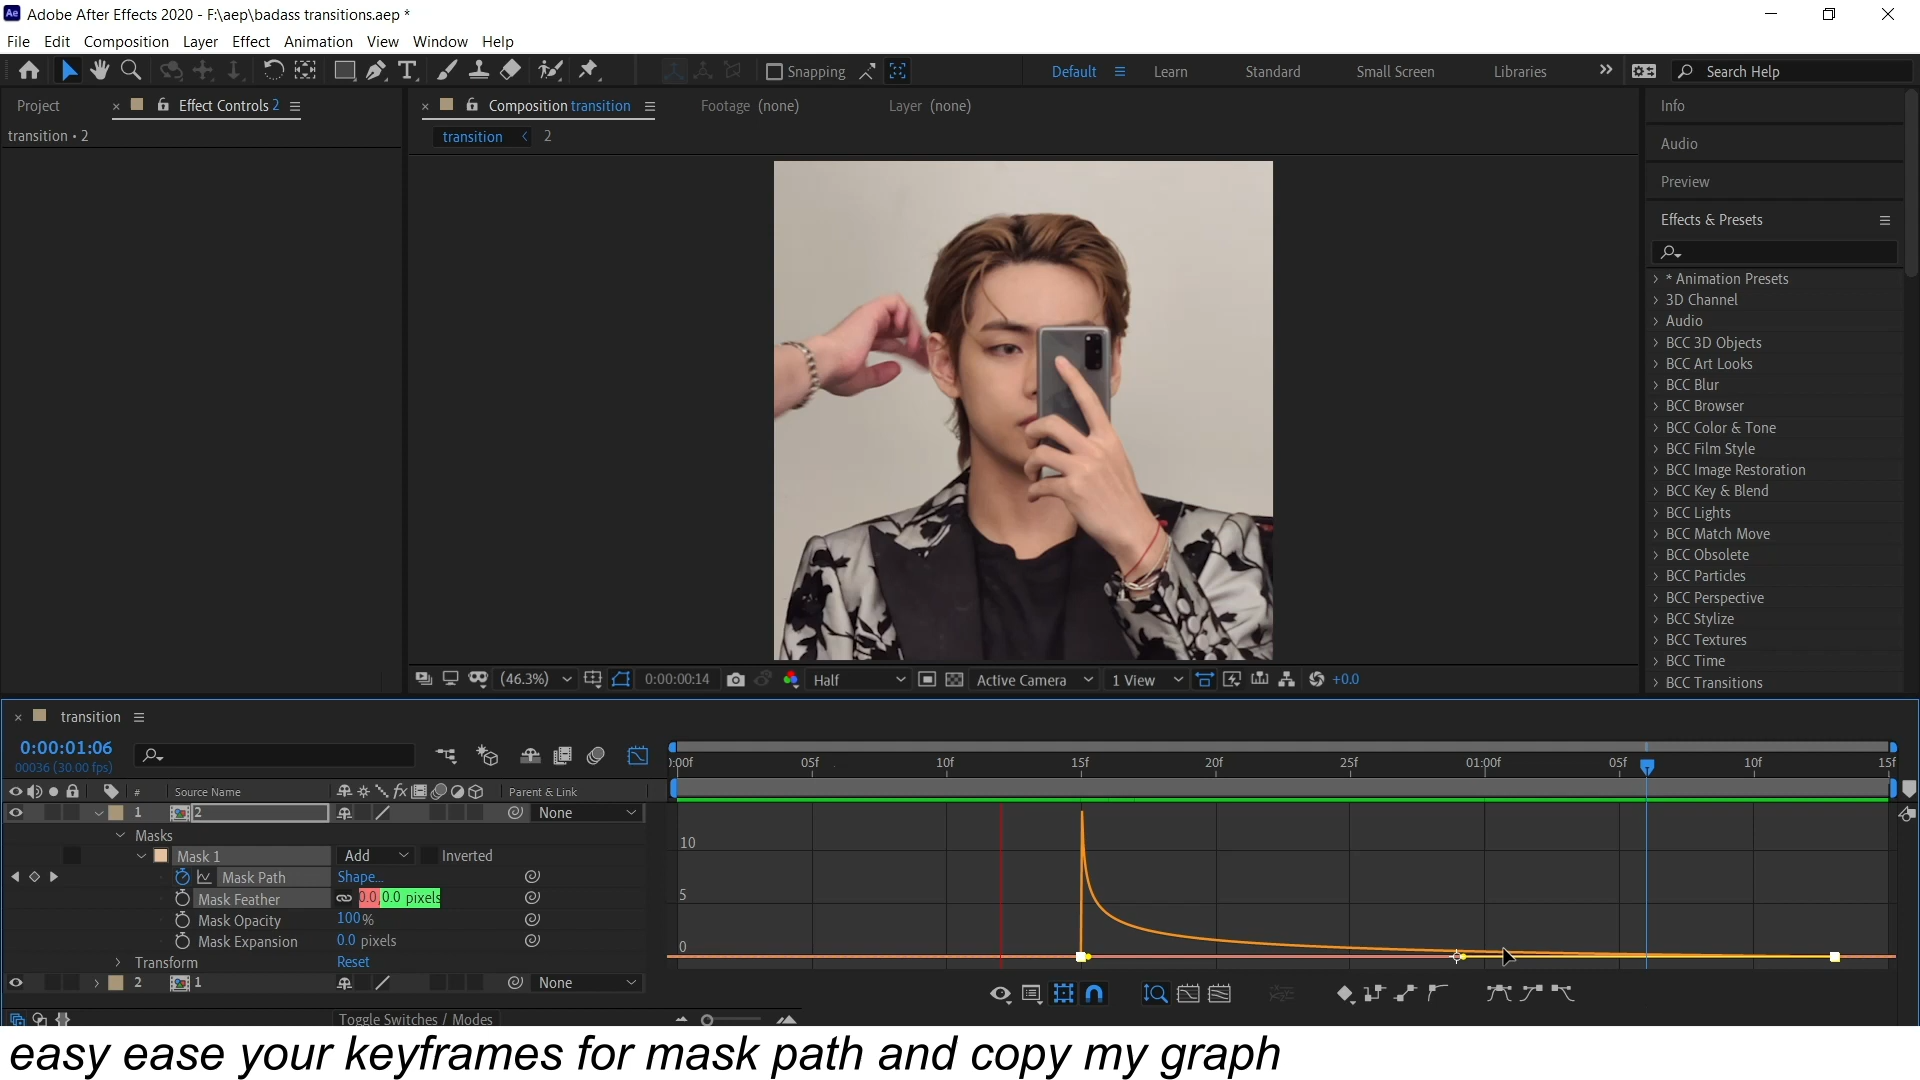 Ae Adobe After Effects 2020 - F:\aep\badass transitions.aep *
File Edit Composition Layer Effect Animation View Window Help
Snapping Default Learn Standard Small Screen Libraries Search Help
Project Effect Controls 2
Composition transition Footage (none) Layer (none)
Info
transition • 2
transition 2
Audio
Preview
Effects & Presets
* Animation Presets
3D Channel
Audio
BCC 3D Objects
BCC Art Looks
BCC Blur
BCC Browser
BCC Color & Tone
BCC Film Style
BCC Image Restoration
BCC Key & Blend
BCC Lights
BCC Match Move
BCC Obsolete
BCC Particles
BCC Perspective
BCC Stylize
BCC Textures
BCC Time
BCC Transitions
(46.3%) 0:00:00:14 Half Active Camera 1 View +0.0
transition
0:00:01:06
00036 (30.00 fps)
):00f 05f 10f 15f 20f 25f 01:00f 05f 10f 15f
# Source Name fx Parent & Link
1 2 None
Masks
Mask 1 Add Inverted
Mask Path Shape...
Mask Feather 0.0,0.0 pixels
Mask Opacity 100%
Mask Expansion 0.0 pixels
Transform Reset
2 1 None
10
5
0
Toggle Switches / Modes
easy ease your keyframes for mask path and copy my graph